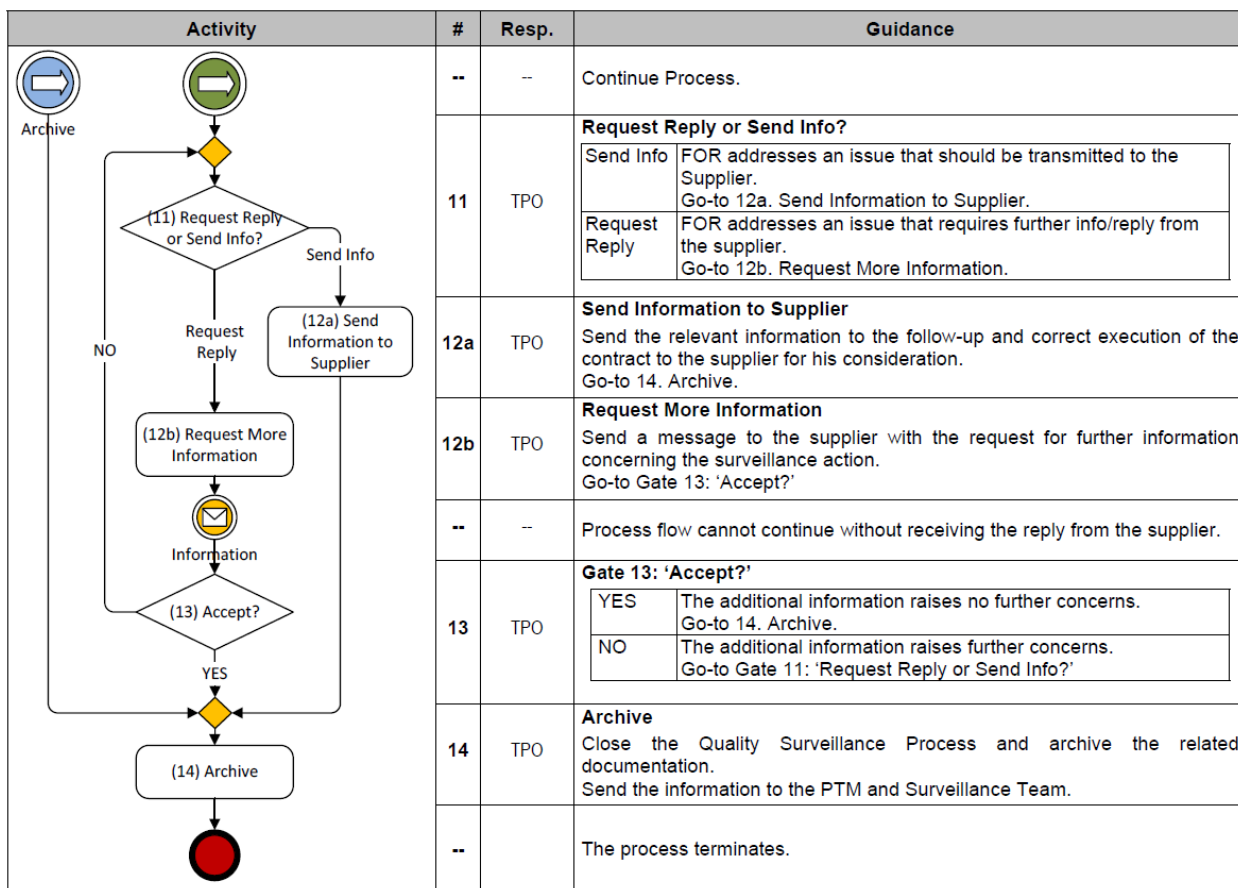 Activity # Resp. Guidance
Archive
-- -- Continue Process.
(11) Request Reply
or Send Info?
Send Info
Request
Reply
NO
(12a) Send
Information to
Supplier
(12b) Request More
Information
Information
(13) Accept?
YES
(14) Archive
11 TPO
Request Reply or Send Info?
Send Info FOR addresses an issue that should be transmitted to the
Supplier.
Go-to 12a. Send Information to Supplier.
Request FOR addresses an issue that requires further info/reply from
Reply the supplier.
Go-to 12b. Request More Information.
12a TPO
Send Information to Supplier
Send the relevant information to the follow-up and correct execution of the
contract to the supplier for his consideration.
Go-to 14. Archive.
12b TPO
Request More Information
Send a message to the supplier with the request for further information
concerning the surveillance action.
Go-to Gate 13: ‘Accept?’
-- -- Process flow cannot continue without receiving the reply from the supplier.
13 TPO
Gate 13: ‘Accept?’
YES The additional information raises no further concerns.
Go-to 14. Archive.
NO The additional information raises further concerns.
Go-to Gate 11: ‘Request Reply or Send Info?’
14 TPO
Archive
Close the Quality Surveillance Process and archive the related
documentation.
Send the information to the PTM and Surveillance Team.
-- The process terminates.